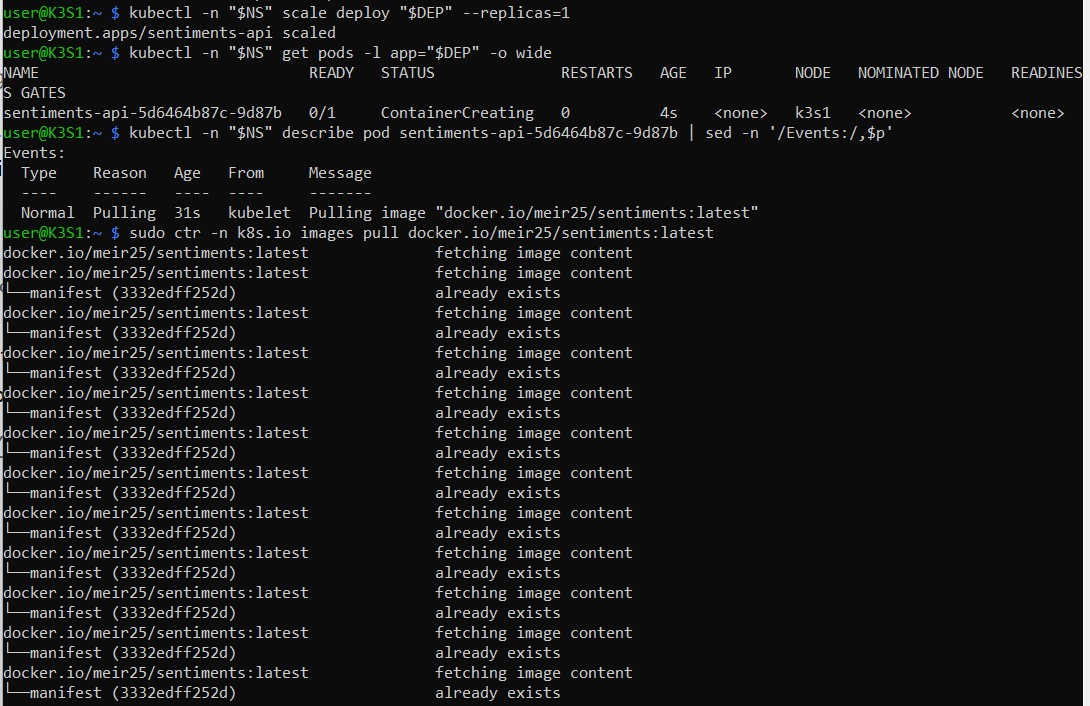 user@K3S1:~ $ kubectl -n "$NS" scale deploy "$DEP" --replicas=1
deployment.apps/sentiments-api scaled
user@K3S1:~ $ kubectl -n "$NS" get pods -l app="$DEP" -o wide
NAME                              READY   STATUS              RESTARTS   AGE   IP       NODE   NOMINATED NODE   READINES
S GATES
sentiments-api-5d6464b87c-9d87b   0/1     ContainerCreating   0          4s    <none>   k3s1   <none>           <none>
user@K3S1:~ $ kubectl -n "$NS" describe pod sentiments-api-5d6464b87c-9d87b | sed -n '/Events:/,$p'
Events:
  Type    Reason   Age   From     Message
  ----    ------   ----  ----     -------
  Normal  Pulling  31s   kubelet  Pulling image "docker.io/meir25/sentiments:latest"
user@K3S1:~ $ sudo ctr -n k8s.io images pull docker.io/meir25/sentiments:latest
docker.io/meir25/sentiments:latest              fetching image content
docker.io/meir25/sentiments:latest              fetching image content
└──manifest (3332edff252d)                      already exists
docker.io/meir25/sentiments:latest              fetching image content
└──manifest (3332edff252d)                      already exists
docker.io/meir25/sentiments:latest              fetching image content
└──manifest (3332edff252d)                      already exists
docker.io/meir25/sentiments:latest              fetching image content
└──manifest (3332edff252d)                      already exists
docker.io/meir25/sentiments:latest              fetching image content
└──manifest (3332edff252d)                      already exists
docker.io/meir25/sentiments:latest              fetching image content
└──manifest (3332edff252d)                      already exists
docker.io/meir25/sentiments:latest              fetching image content
└──manifest (3332edff252d)                      already exists
docker.io/meir25/sentiments:latest              fetching image content
└──manifest (3332edff252d)                      already exists
docker.io/meir25/sentiments:latest              fetching image content
└──manifest (3332edff252d)                      already exists
docker.io/meir25/sentiments:latest              fetching image content
└──manifest (3332edff252d)                      already exists
docker.io/meir25/sentiments:latest              fetching image content
└──manifest (3332edff252d)                      already exists